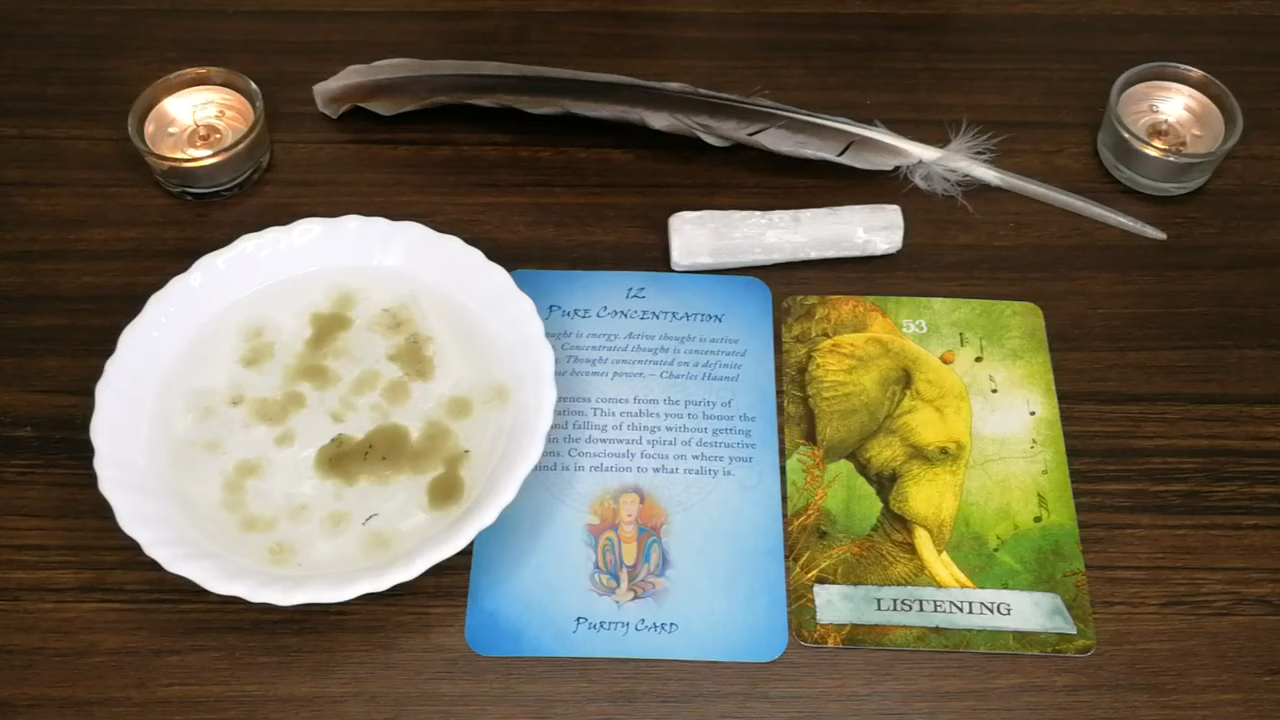 12
PURE CONCENTRATION
is energy. Active thought is active
Concentrated thought is concentrated
Thought concentrated on a definite
becomes power. – Charles Haanel
comes from the purity of
This enables you to honor the
falling of things without getting
in the downward spiral of destructive
Consciously focus on where your
is in relation to what reality is.
PURITY CARD
53
LISTENING